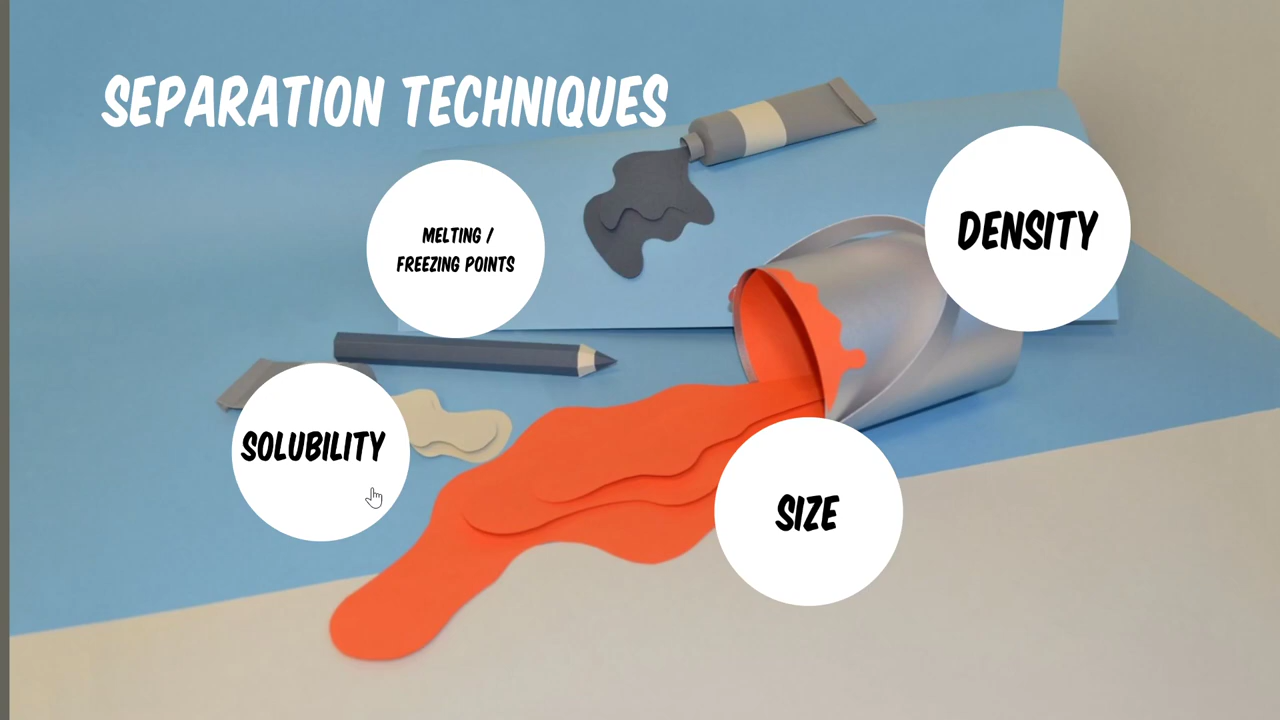 SEPARATION TECHNIQUES
MELTING /
FREEZING POINTS
DENSITY
SOLUBILITY
SIZE